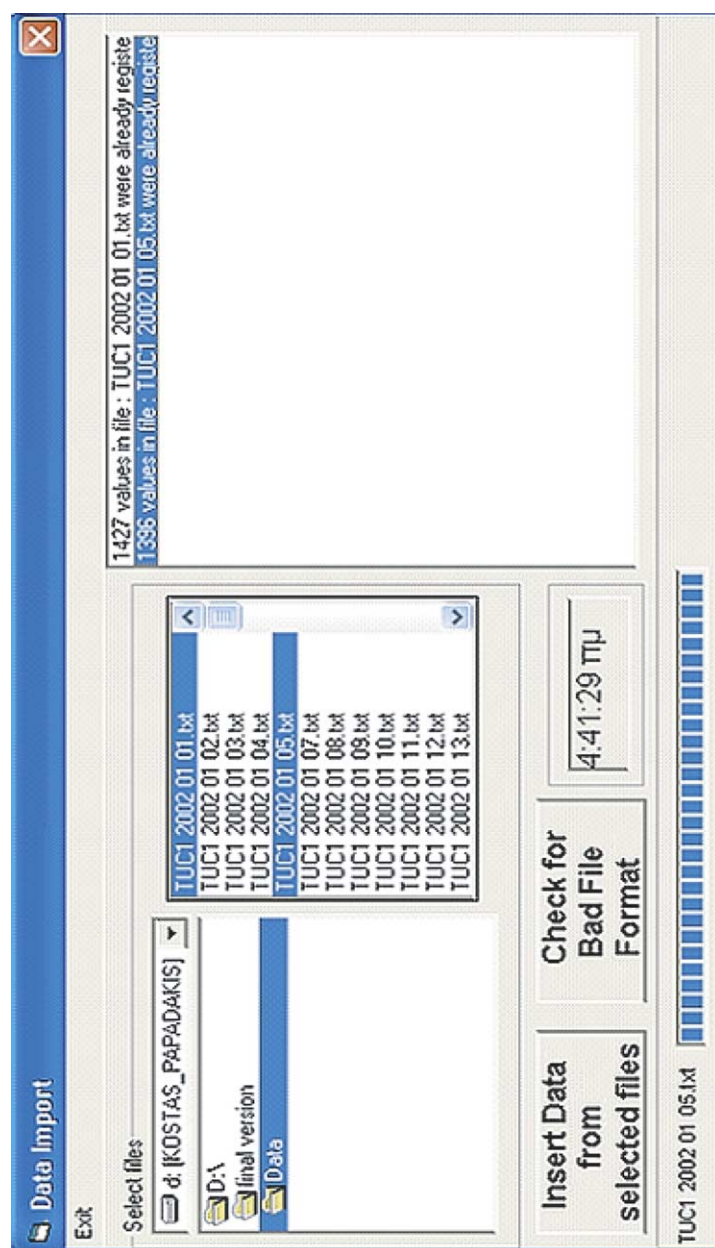 Data Import
Exit
Select files
d: [KOSTAS_PAPADAKIS]
D:\
final version
Data
TUC1 2002 01 01.txt
TUC1 2002 01 02.txt
TUC1 2002 01 03.txt
TUC1 2002 01 04.txt
TUC1 2002 01 05.txt
TUC1 2002 01 07.txt
TUC1 2002 01 08.txt
TUC1 2002 01 09.txt
TUC1 2002 01 10.txt
TUC1 2002 01 11.txt
TUC1 2002 01 12.txt
TUC1 2002 01 13.txt
1427 values in file : TUC1 2002 01 01.txt were already registe
1396 values in file : TUC1 2002 01 05.txt were already registe
Insert Data
from
selected files
Check for
Bad File
Format
4:41:29 πμ
TUC1 2002 01 05.txt